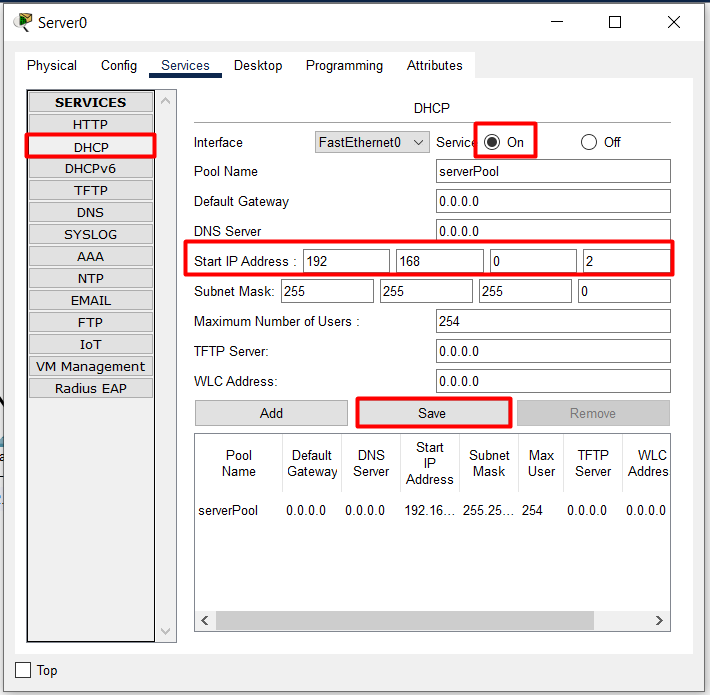 Server0
Physical Config Services Desktop Programming Attributes
SERVICES
HTTP
DHCP
DHCPv6
TFTP
DNS
SYSLOG
AAA
NTP
EMAIL
FTP
IoT
VM Management
Radius EAP
DHCP
Interface FastEthernet0 Service On Off
Pool Name serverPool
Default Gateway 0.0.0.0
DNS Server 0.0.0.0
Start IP Address : 192 168 0 2
Subnet Mask: 255 255 255 0
Maximum Number of Users : 254
TFTP Server: 0.0.0.0
WLC Address: 0.0.0.0
Add Save Remove
Pool Name Default Gateway DNS Server Start IP Address Subnet Mask Max User TFTP Server WLC Addres
serverPool 0.0.0.0 0.0.0.0 192.16... 255.25... 254 0.0.0.0 0.0.0.0
Top